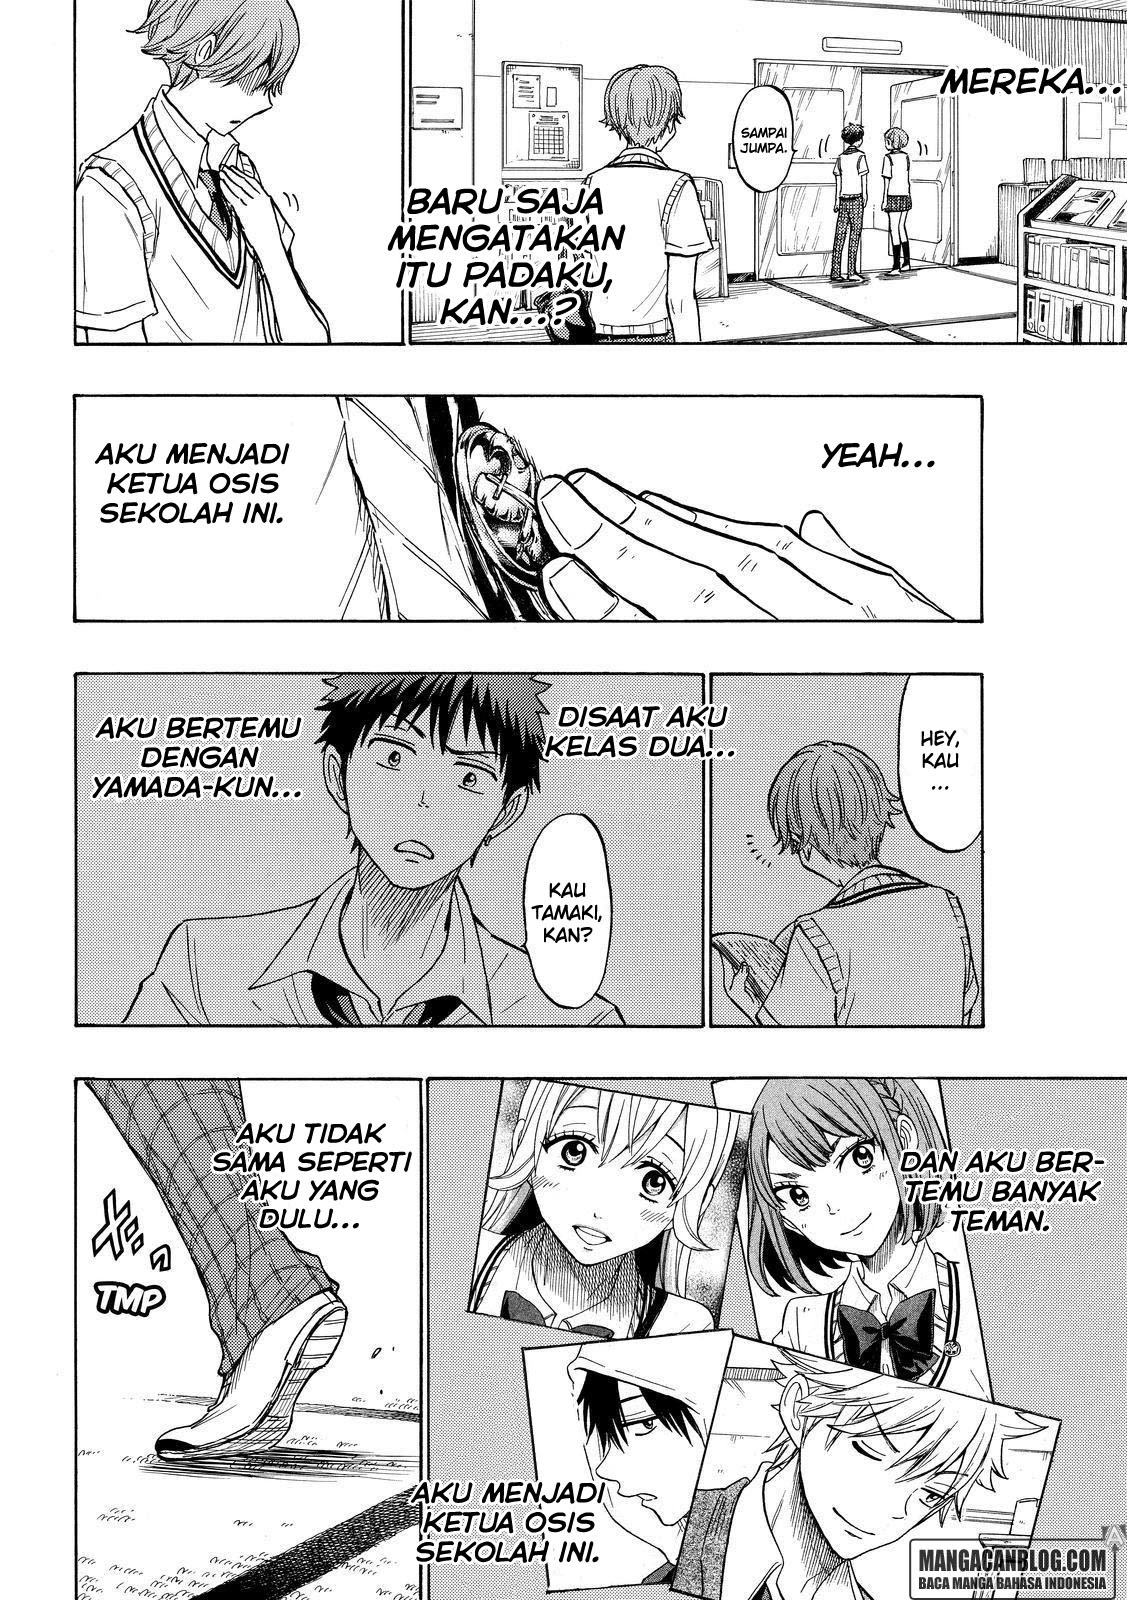 MEREKA...
SAMPAI
JUMPA.
BARU SAJA
MENGATAKAN
ITU PADAKU,
KAN...?
YEAH...
AKU MENJADI
KETUA OSIS
SEKOLAH INI.
HEY,
KAU
...
DISAAT AKU
KELAS DUA...
KAU
TAMAKI,
KAN?
AKU BERTEMU
DENGAN
YAMADA-KUN...
DAN AKU BER-
TEMU BANYAK
TEMAN.
AKU TIDAK
SAMA SEPERTI
AKU YANG
DULU...
TMP
AKU MENJADI
KETUA OSIS
SEKOLAH INI.
MANGACANBLOG.COM
BACA MANGA BAHASA INDONESIA